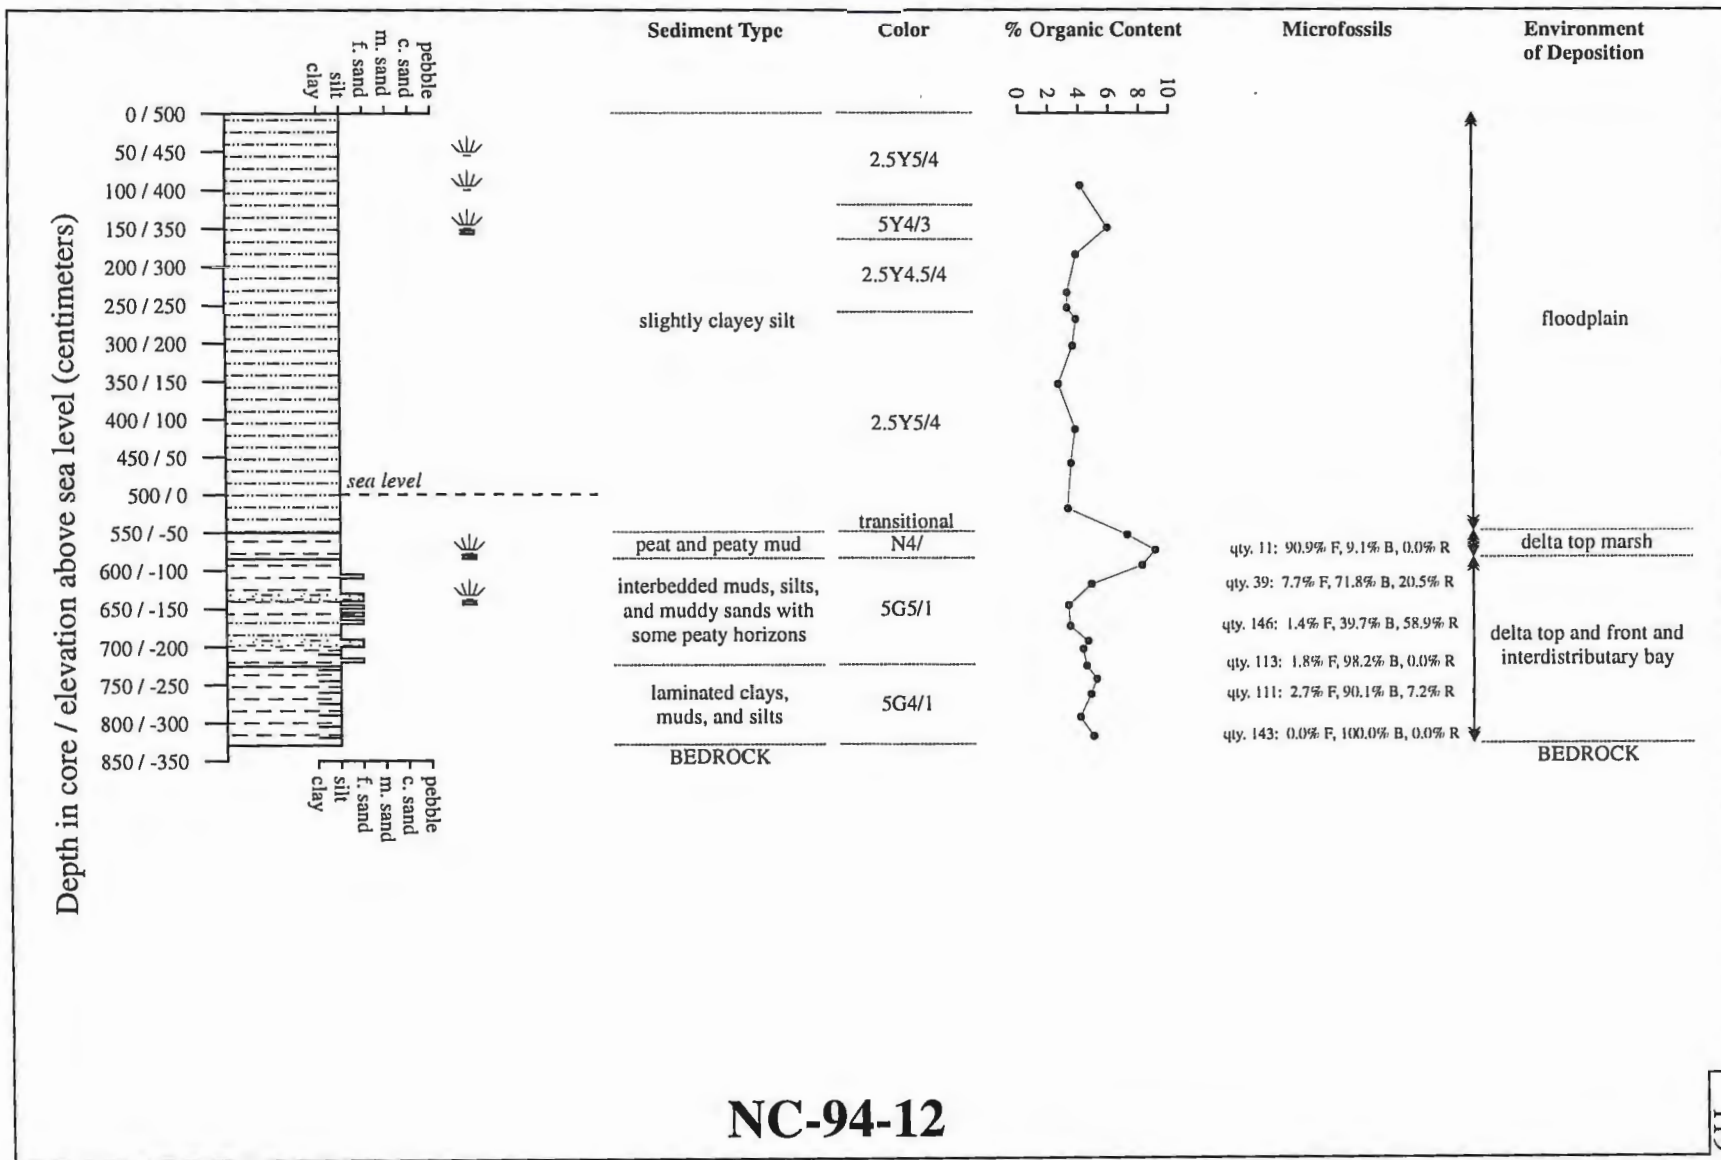 Sediment Type
Color
% Organic Content
Microfossils
Environment
of Deposition
clay
silt
f. sand
m. sand
c. sand
pebble
0 2 4 6 8 10
Depth in core / elevation above sea level (centimeters)
0 / 500
50 / 450
100 / 400
150 / 350
200 / 300
250 / 250
300 / 200
350 / 150
400 / 100
450 / 50
500 / 0
550 / -50
600 / -100
650 / -150
700 / -200
750 / -250
800 / -300
850 / -350
sea level
clay
silt
f. sand
m. sand
c. sand
pebble
slightly clayey silt
peat and peaty mud
interbedded muds, silts,
and muddy sands with
some peaty horizons
laminated clays,
muds, and silts
BEDROCK
2.5Y5/4
5Y4/3
2.5Y4.5/4
2.5Y5/4
transitional
N4/
5G5/1
5G4/1
qty. 11: 90.9% F, 9.1% B, 0.0% R
qty. 39: 7.7% F, 71.8% B, 20.5% R
qty. 146: 1.4% F, 39.7% B, 58.9% R
qty. 113: 1.8% F, 98.2% B, 0.0% R
qty. 111: 2.7% F, 90.1% B, 7.2% R
qty. 143: 0.0% F, 100.0% B, 0.0% R
floodplain
delta top marsh
delta top and front and
interdistributary bay
BEDROCK
NC-94-12